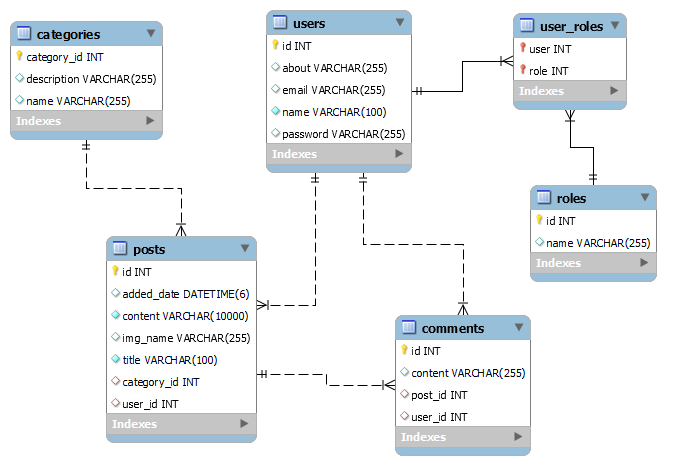 categories
category_id INT
description VARCHAR(255)
name VARCHAR(255)
Indexes
users
id INT
about VARCHAR(255)
email VARCHAR(255)
name VARCHAR(100)
password VARCHAR(255)
Indexes
user_roles
user INT
role INT
Indexes
roles
id INT
name VARCHAR(255)
Indexes
posts
id INT
added_date DATETIME(6)
content VARCHAR(10000)
img_name VARCHAR(255)
title VARCHAR(100)
category_id INT
user_id INT
Indexes
comments
id INT
content VARCHAR(255)
post_id INT
user_id INT
Indexes